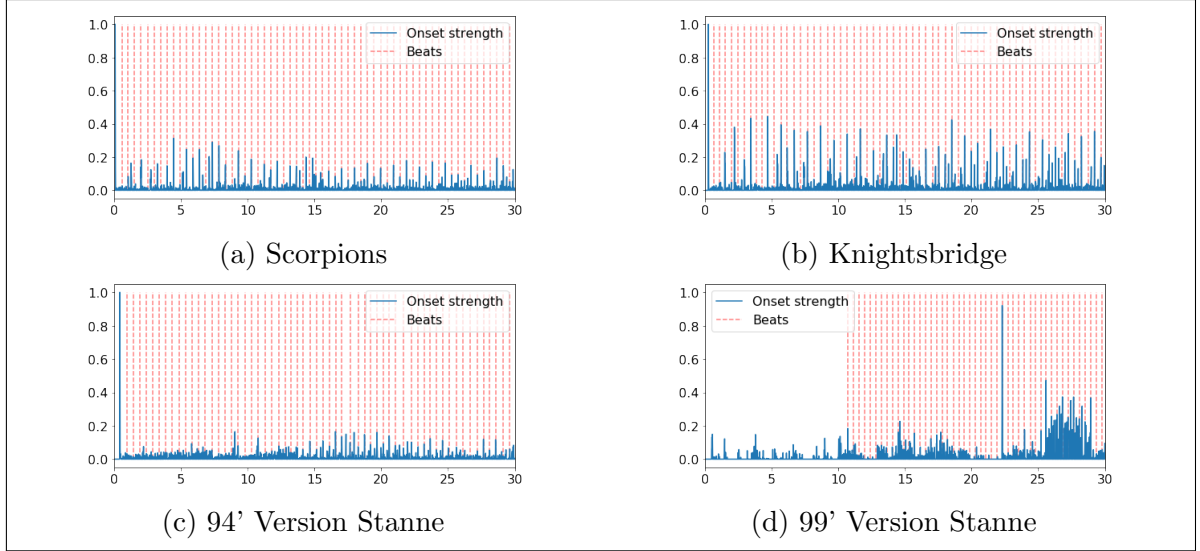 1.0
0.8
0.6
0.4
0.2
0.0
0 5 10 15 20 25 30
Onset strength
Beats
(a) Scorpions
1.0
0.8
0.6
0.4
0.2
0.0
0 5 10 15 20 25 30
Onset strength
Beats
(b) Knightsbridge
1.0
0.8
0.6
0.4
0.2
0.0
0 5 10 15 20 25 30
Onset strength
Beats
(c) 94’ Version Stanne
1.0
0.8
0.6
0.4
0.2
0.0
0 5 10 15 20 25 30
Onset strength
Beats
(d) 99’ Version Stanne